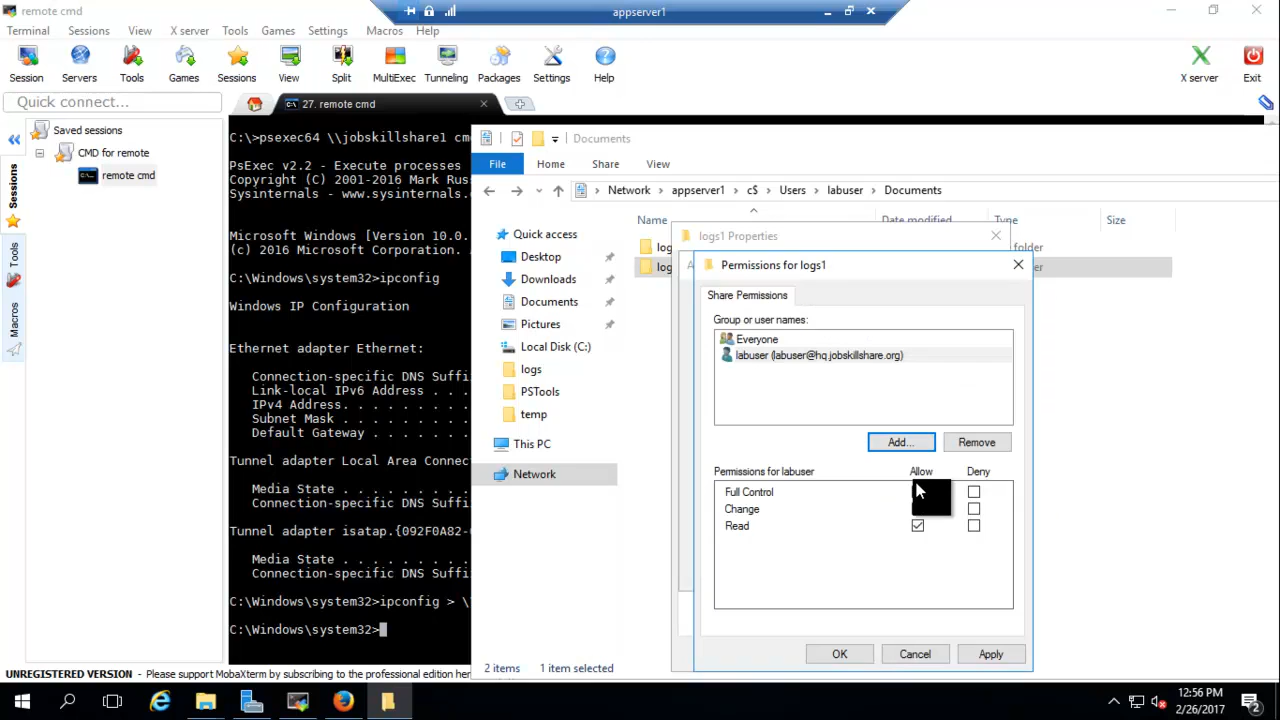 remote cmd
appserver1
Terminal Sessions View X server Tools Games Settings Macros Help
Session Servers Tools Games Sessions View Split MultiExec Tunneling Packages Settings Help X server Exit
Quick connect...
27. remote cmd
Saved sessions
CMD for remote
remote cmd
Sessions
Tools
Macros
C:\>psexec64 \\jobskillshare1 cm
PsExec v2.2 - Execute processes
Copyright (C) 2001-2016 Mark Rus
Sysinternals - www.sysinternals.
Microsoft Windows [Version 10.0.
(c) 2016 Microsoft Corporation.
C:\Windows\system32>ipconfig
Windows IP Configuration
Ethernet adapter Ethernet:
Connection-specific DNS Suffi
Link-local IPv6 Address . .
IPv4 Address. . . . . . . . .
Subnet Mask . . . . . . . . .
Default Gateway . . . . . . .
Tunnel adapter Local Area Connec
Media State . . . . . . . . .
Connection-specific DNS Suffi
Tunnel adapter isatap.{092F0A82-
Media State . . . . . . . . .
Connection-specific DNS Suffi
C:\Windows\system32>ipconfig > \
C:\Windows\system32>
Documents
File Home Share View
Network appserver1 c$ Users labuser Documents
Name Date modified Type Size
Quick access
Desktop
Downloads
Documents
Pictures
Local Disk (C:)
logs
PSTools
temp
This PC
Network
log
folder
log
er
2 items 1 item selected
logs1 Properties
A
Permissions for logs1
Share Permissions
Group or user names:
Everyone
labuser (labuser@hq.jobskillshare.org)
Add... Remove
Permissions for labuser Allow Deny
Full Control
Change
Read
OK Cancel Apply
UNREGISTERED VERSION - Please support MobaXterm by subscribing to the professional edition here
12:56 PM
2/26/2017
2